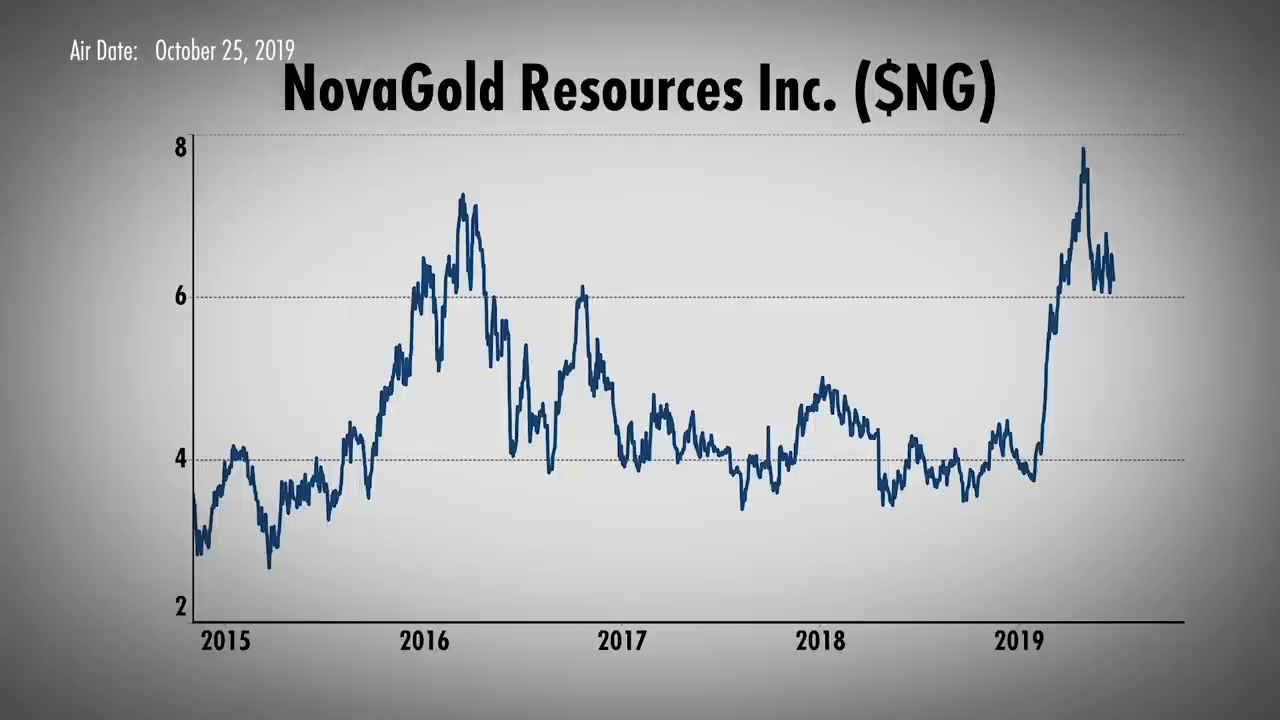 Air Date: October 25, 2019
NovaGold Resources Inc. ($NG)
8
6
4
2
2015 2016 2017 2018 2019